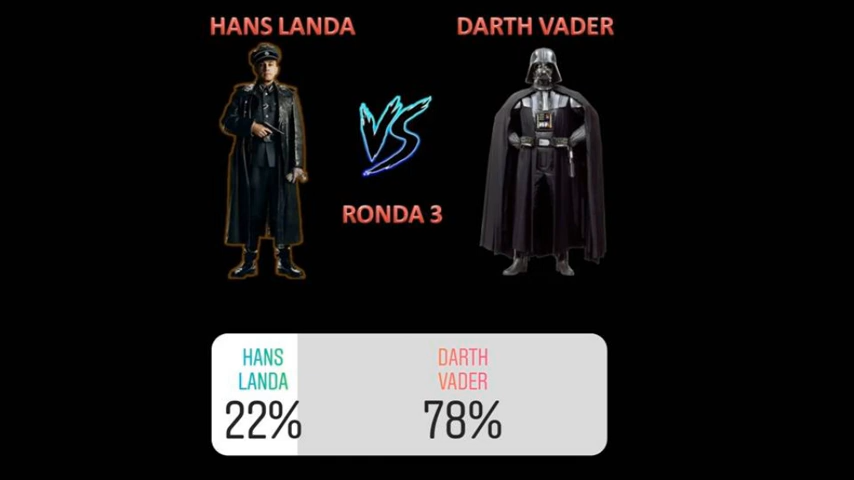 HANS LANDA
DARTH VADER
VS
RONDA 3
HANS
LANDA
22%
DARTH
VADER
78%